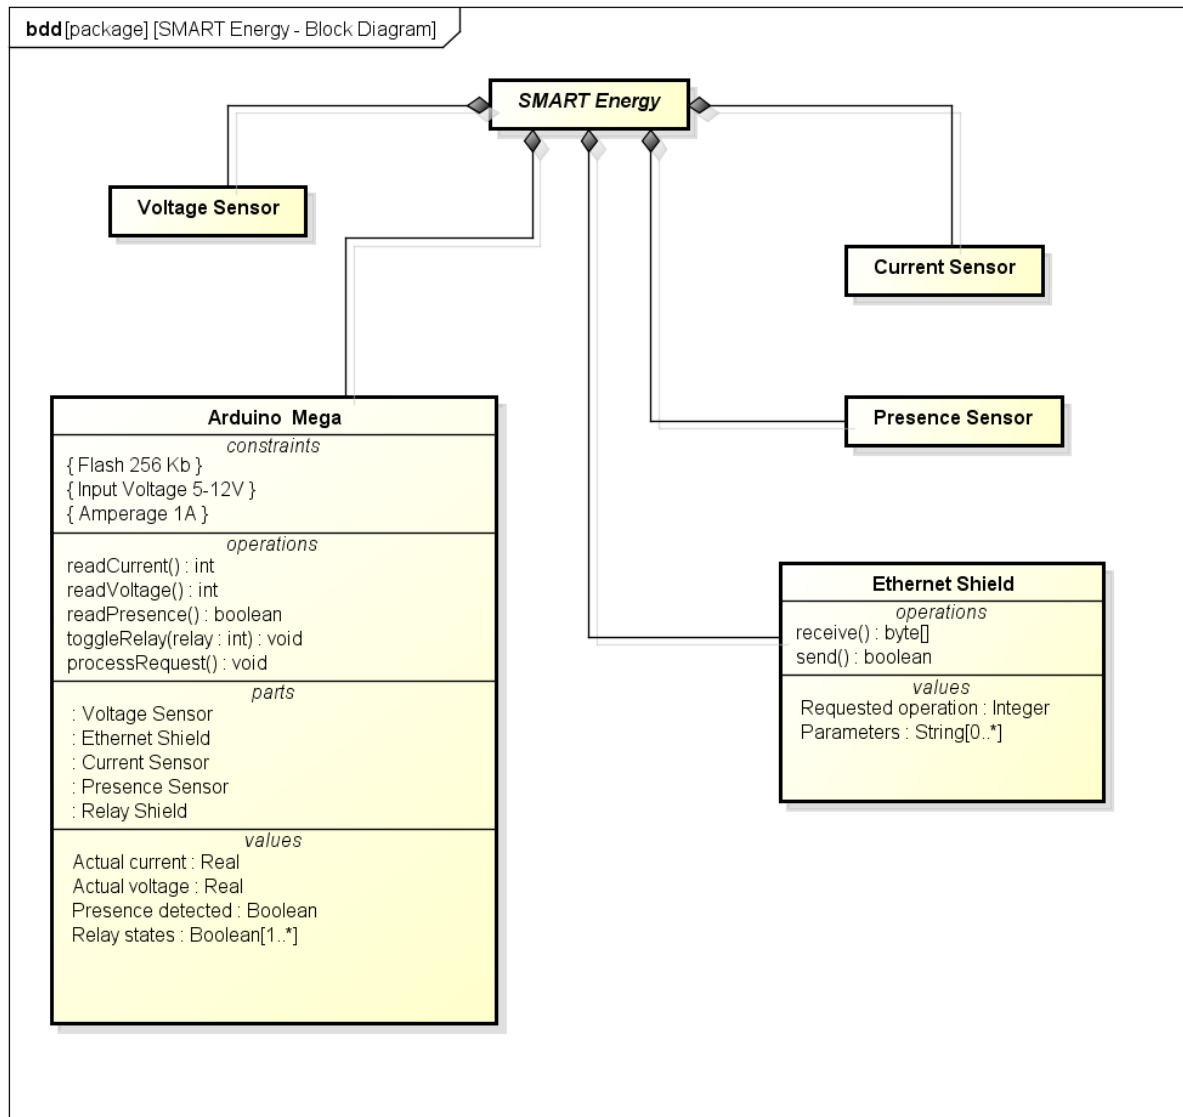 bdd [package] [SMART Energy - Block Diagram]
SMART Energy
Voltage Sensor
Current Sensor
Presence Sensor
Arduino Mega
constraints
{ Flash 256 Kb }
{ Input Voltage 5-12V }
{ Amperage 1A }
operations
readCurrent() : int
readVoltage() : int
readPresence() : boolean
toggleRelay(relay : int) : void
processRequest() : void
parts
: Voltage Sensor
: Ethernet Shield
: Current Sensor
: Presence Sensor
: Relay Shield
values
Actual current : Real
Actual voltage : Real
Presence detected : Boolean
Relay states : Boolean[1..*]
Ethernet Shield
operations
receive() : byte[]
send() : boolean
values
Requested operation : Integer
Parameters : String[0..*]